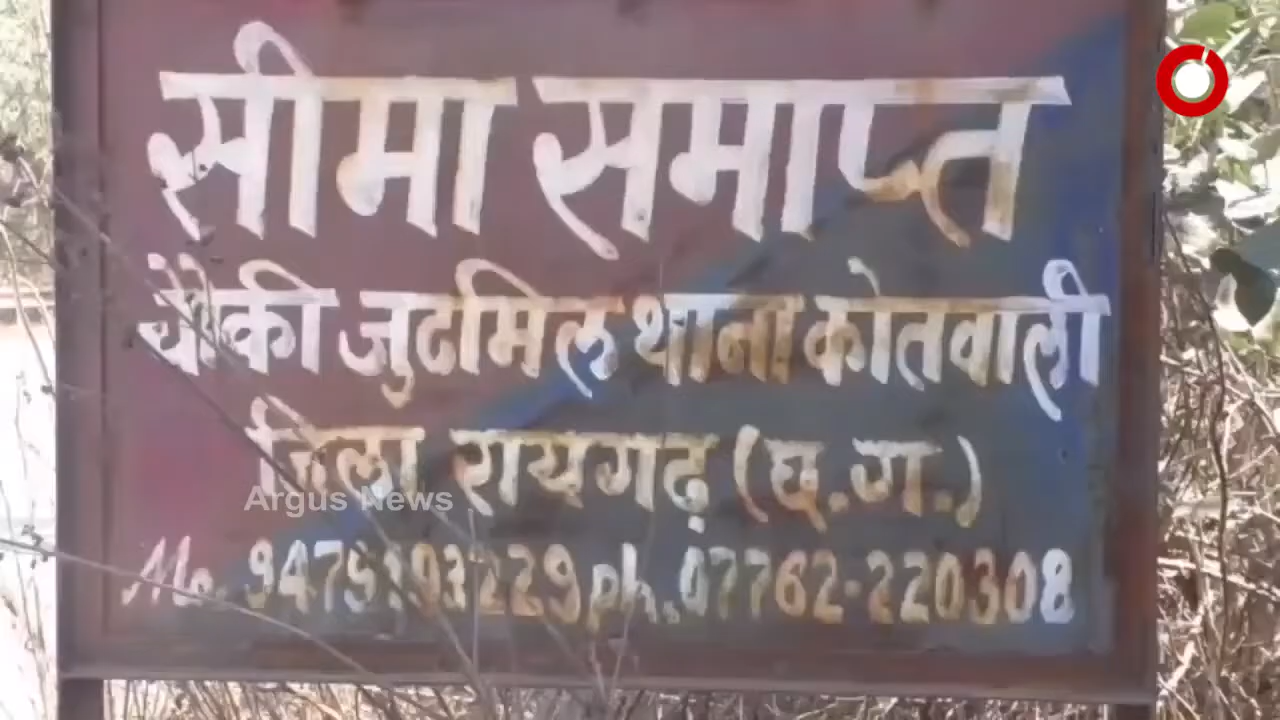 सीमा समाप्त
चौकी जुटमिल थाना कोतवाली
जिला रायगढ़ (छ.ग.)
Argus News
Mo. 9479193229 ph. 07762-220308